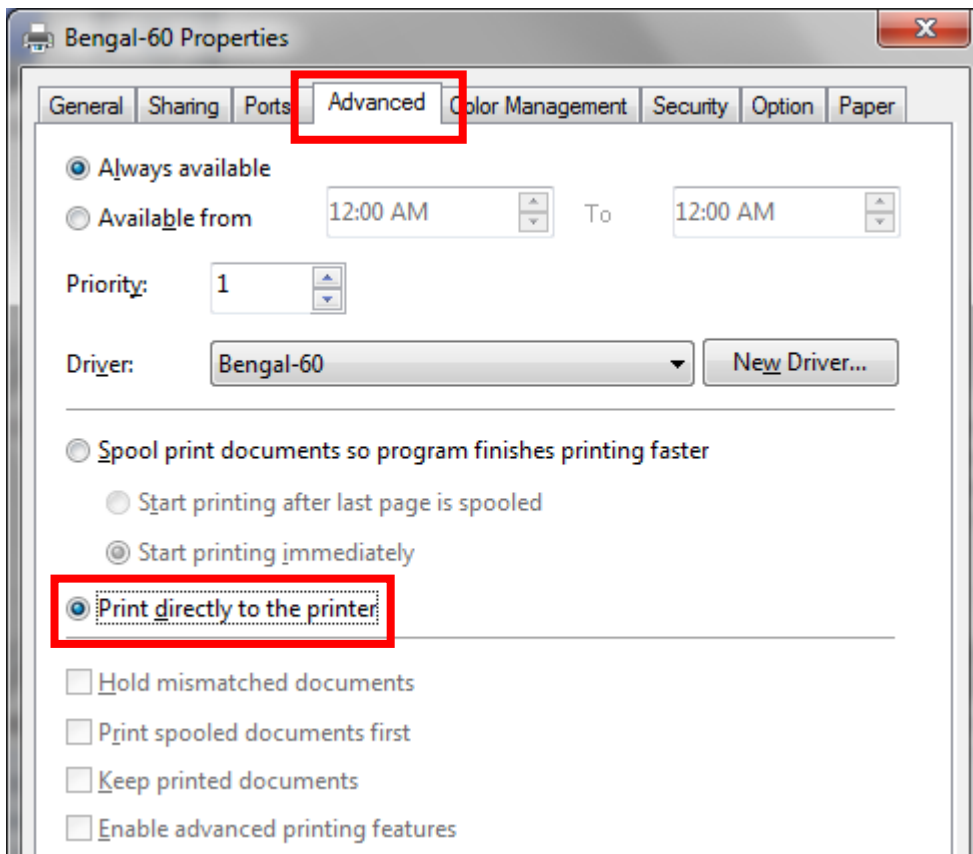 Bengal-60 Properties
General Sharing Ports Advanced Color Management Security Option Paper
Always available
Available from 12:00 AM To 12:00 AM
Priority: 1
Driver: Bengal-60 New Driver...
Spool print documents so program finishes printing faster
Start printing after last page is spooled
Start printing immediately
Print directly to the printer
Hold mismatched documents
Print spooled documents first
Keep printed documents
Enable advanced printing features